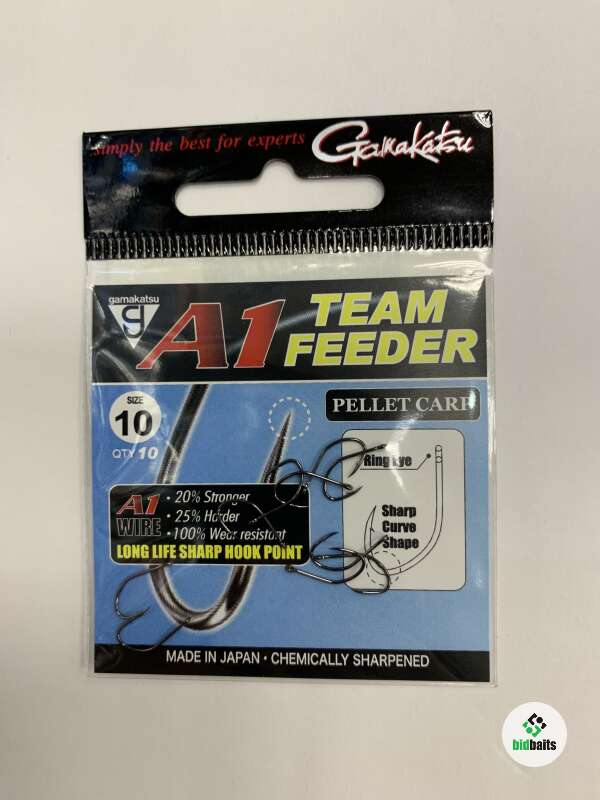 simply the best for experts
Gamakatsu
gamakatsu
G
A1 TEAM
FEEDER
PELLET CARP
SIZE
10
QTY 10
Ring Eye
Sharp
Curve
Shape
A1
WIRE
• 20% Stronger
• 25% Harder
• 100% Wear resistant
LONG LIFE SHARP HOOK POINT
MADE IN JAPAN • CHEMICALLY SHARPENED
bidbaits